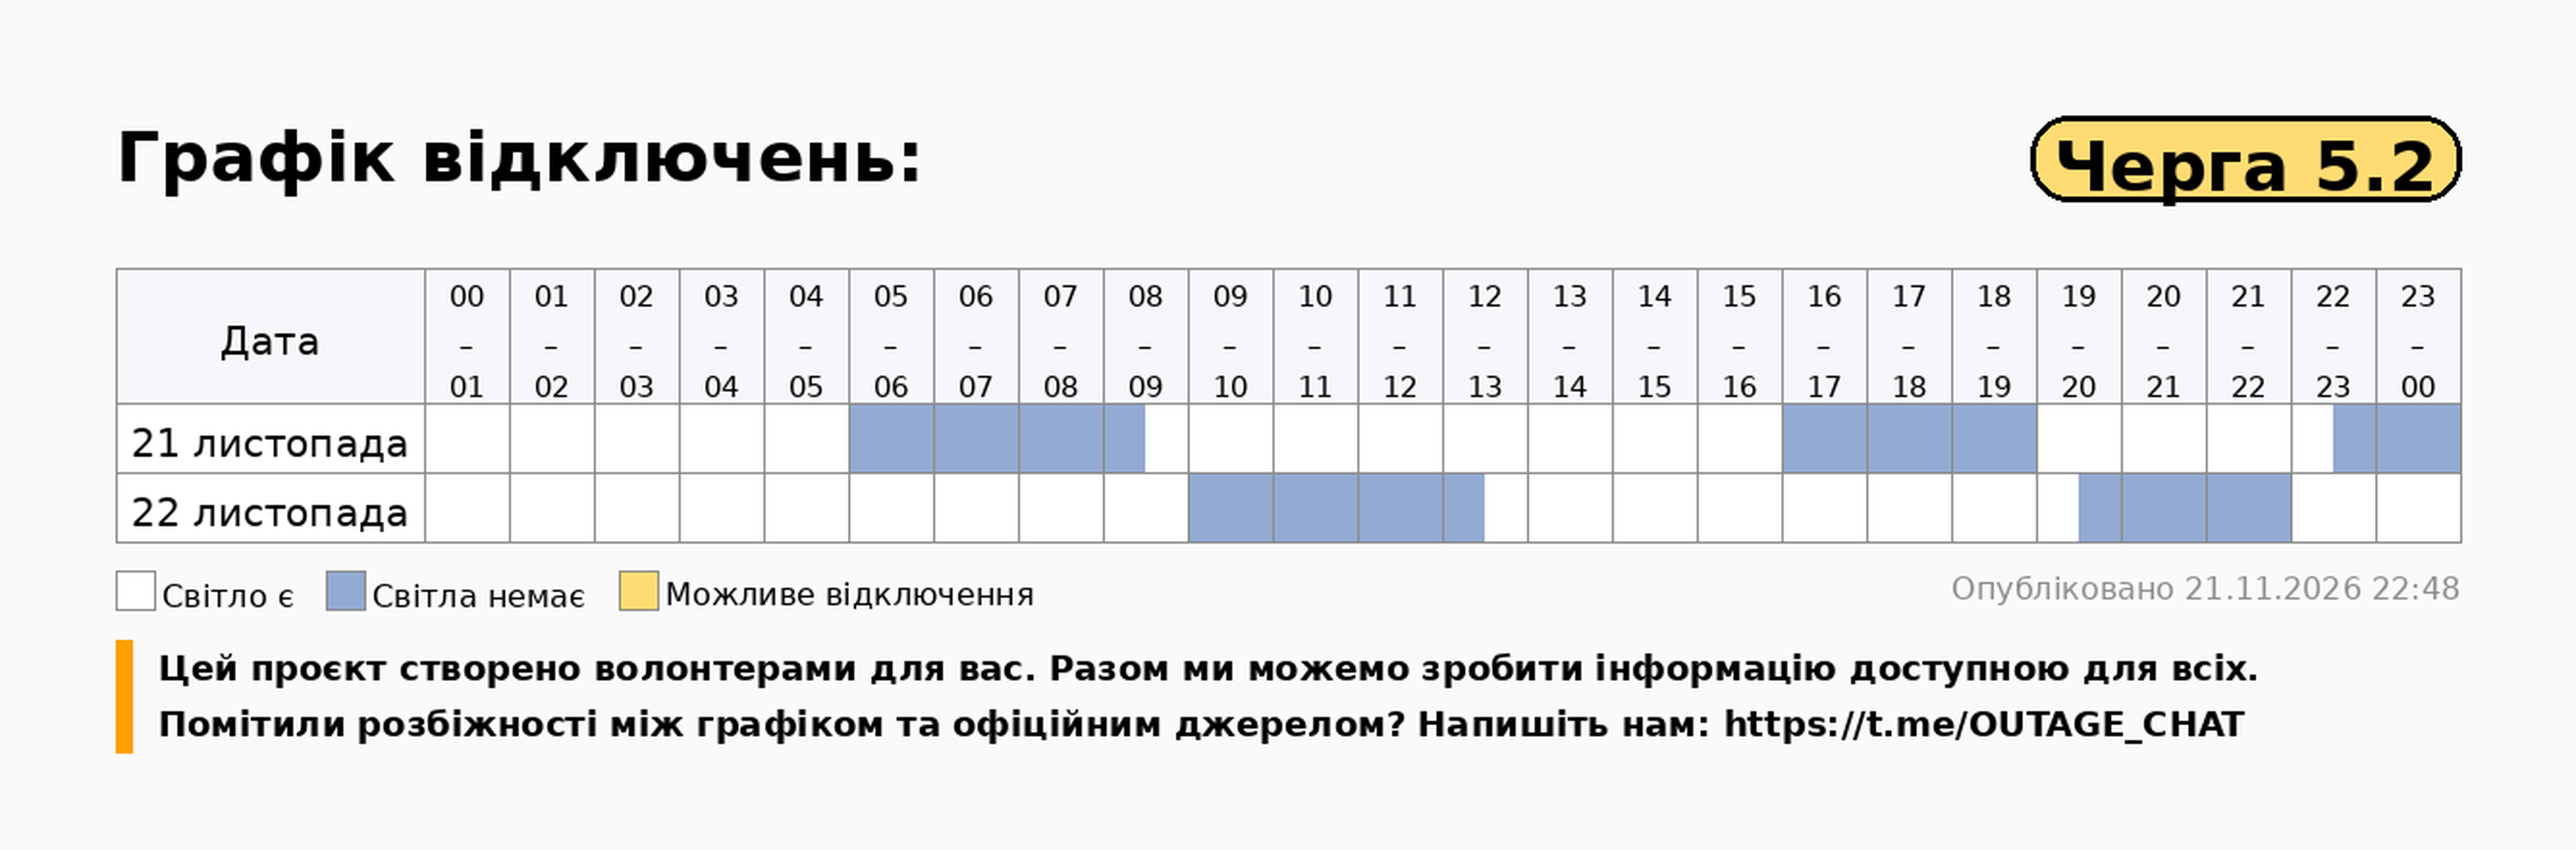 Графік відключень:
Черга 5.2
Дата
00 – 01
01 – 02
02 – 03
03 – 04
04 – 05
05 – 06
06 – 07
07 – 08
08 – 09
09 – 10
10 – 11
11 – 12
12 – 13
13 – 14
14 – 15
15 – 16
16 – 17
17 – 18
18 – 19
19 – 20
20 – 21
21 – 22
22 – 23
23 – 00
21 листопада
22 листопада
Світло є
Світла немає
Можливе відключення
Опубліковано 21.11.2026 22:48
Цей проєкт створено волонтерами для вас. Разом ми можемо зробити інформацію доступною для всіх.
Помітили розбіжності між графіком та офіційним джерелом? Напишіть нам: https://t.me/OUTAGE_CHAT